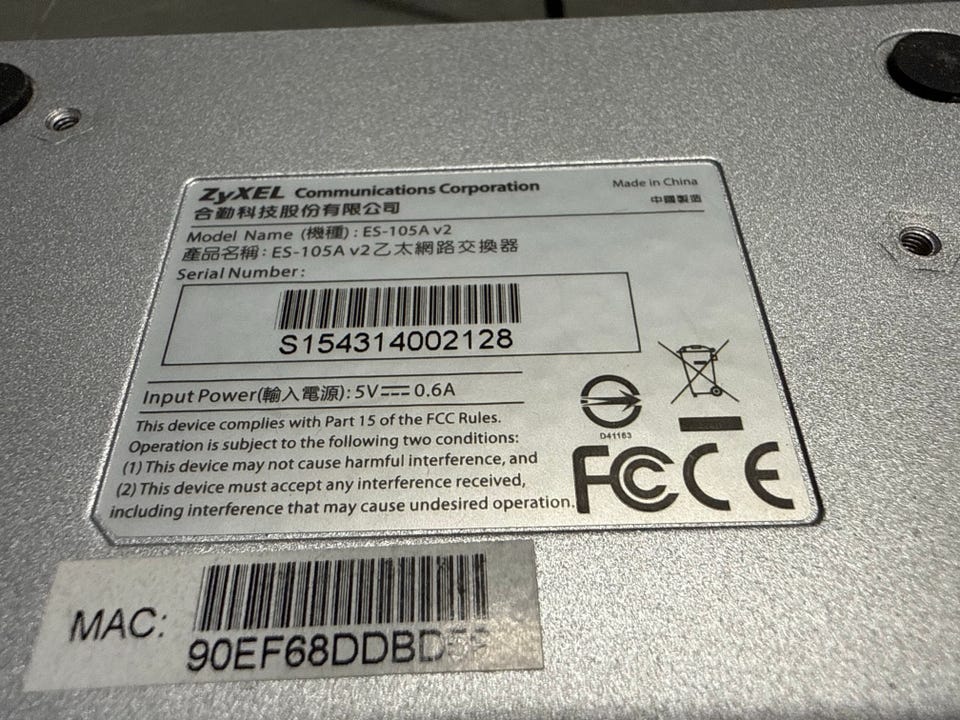 ZyXEL Communications Corporation
Made in China
合勤科技股份有限公司
中國製造
Model Name (機種) : ES-105A v2
產品名稱 : ES-105A v2乙太網路交換器
Serial Number :
S154314002128
Input Power(輸入電源): 5V 0.6A
This device complies with Part 15 of the FCC Rules.
Operation is subject to the following two conditions:
(1) This device may not cause harmful interference, and
(2) This device must accept any interference received,
including interference that may cause undesired operation.
D41163
FC CE
MAC: